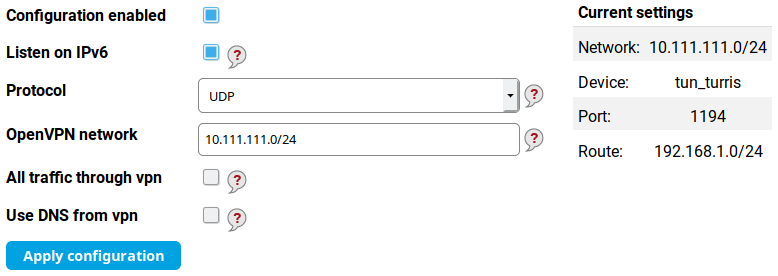 Configuration enabled
Listen on IPv6 ?
Protocol UDP ?
OpenVPN network 10.111.111.0/24 ?
All traffic through vpn ?
Use DNS from vpn ?
Apply configuration
Current settings
Network: 10.111.111.0/24
Device: tun_turris
Port: 1194
Route: 192.168.1.0/24